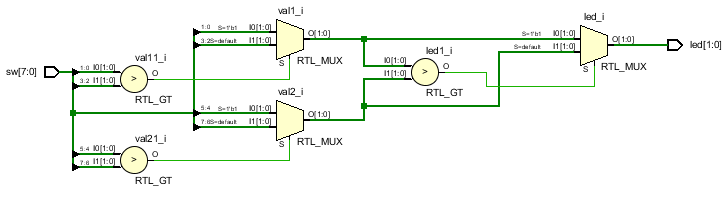 val1_i
1:0 S=1'b1 I0[1:0]
3:2 S=default I1[1:0]
O[1:0]
S
RTL_MUX
led_i
S=1'b1 I0[1:0]
S=default I1[1:0]
O[1:0]
S
RTL_MUX
led[1:0]
sw[7:0]
val11_i
1:0 I0[1:0]
3:2 I1[1:0]
O
RTL_GT
led1_i
I0[1:0]
I1[1:0]
O
RTL_GT
val2_i
5:4 S=1'b1 I0[1:0]
7:6 S=default I1[1:0]
O[1:0]
S
RTL_MUX
val21_i
5:4 I0[1:0]
7:6 I1[1:0]
O
RTL_GT
>
>
>